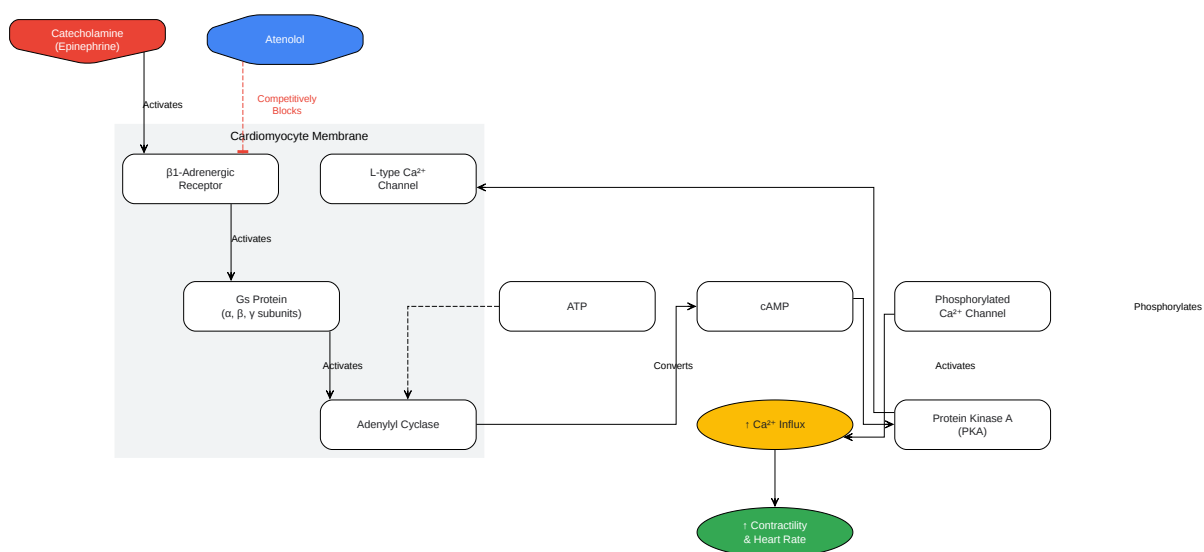 Catecholamine
(Epinephrine)
Atenolol
Activates
Competitively
Blocks
Cardiomyocyte Membrane
β1-Adrenergic
Receptor
L-type Ca²⁺
Channel
Activates
Gs Protein
(α, β, γ subunits)
ATP
cAMP
Phosphorylated
Ca²⁺ Channel
Phosphorylates
Activates
Converts
Activates
Adenylyl Cyclase
↑ Ca²⁺ Influx
Protein Kinase A
(PKA)
↑ Contractility
& Heart Rate